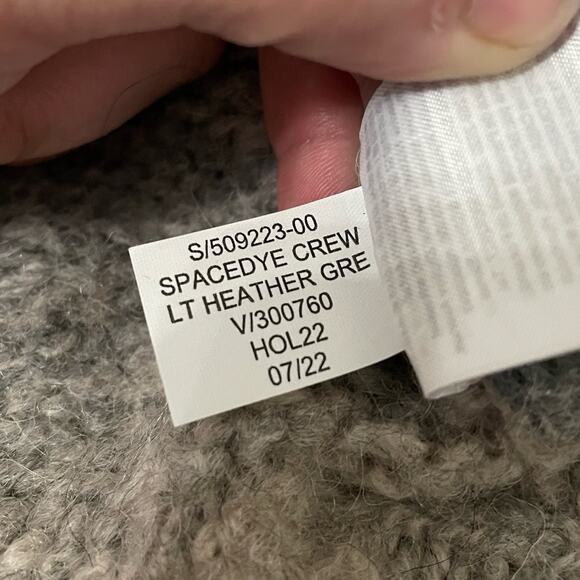 S/509223-00
SPACEDYE CREW
LT HEATHER GRE
V/300760
HOL22
07/22